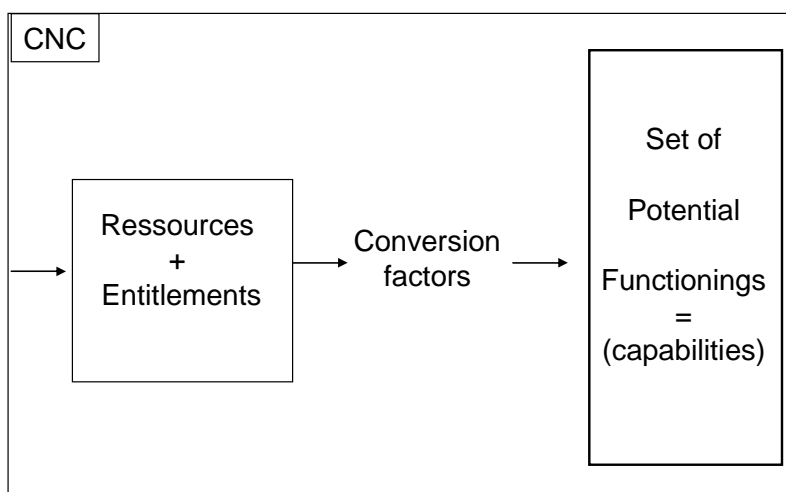 CNC
Ressources
+
Entitlements
Conversion
factors
Set of
Potential
Functionings
=
(capabilities)